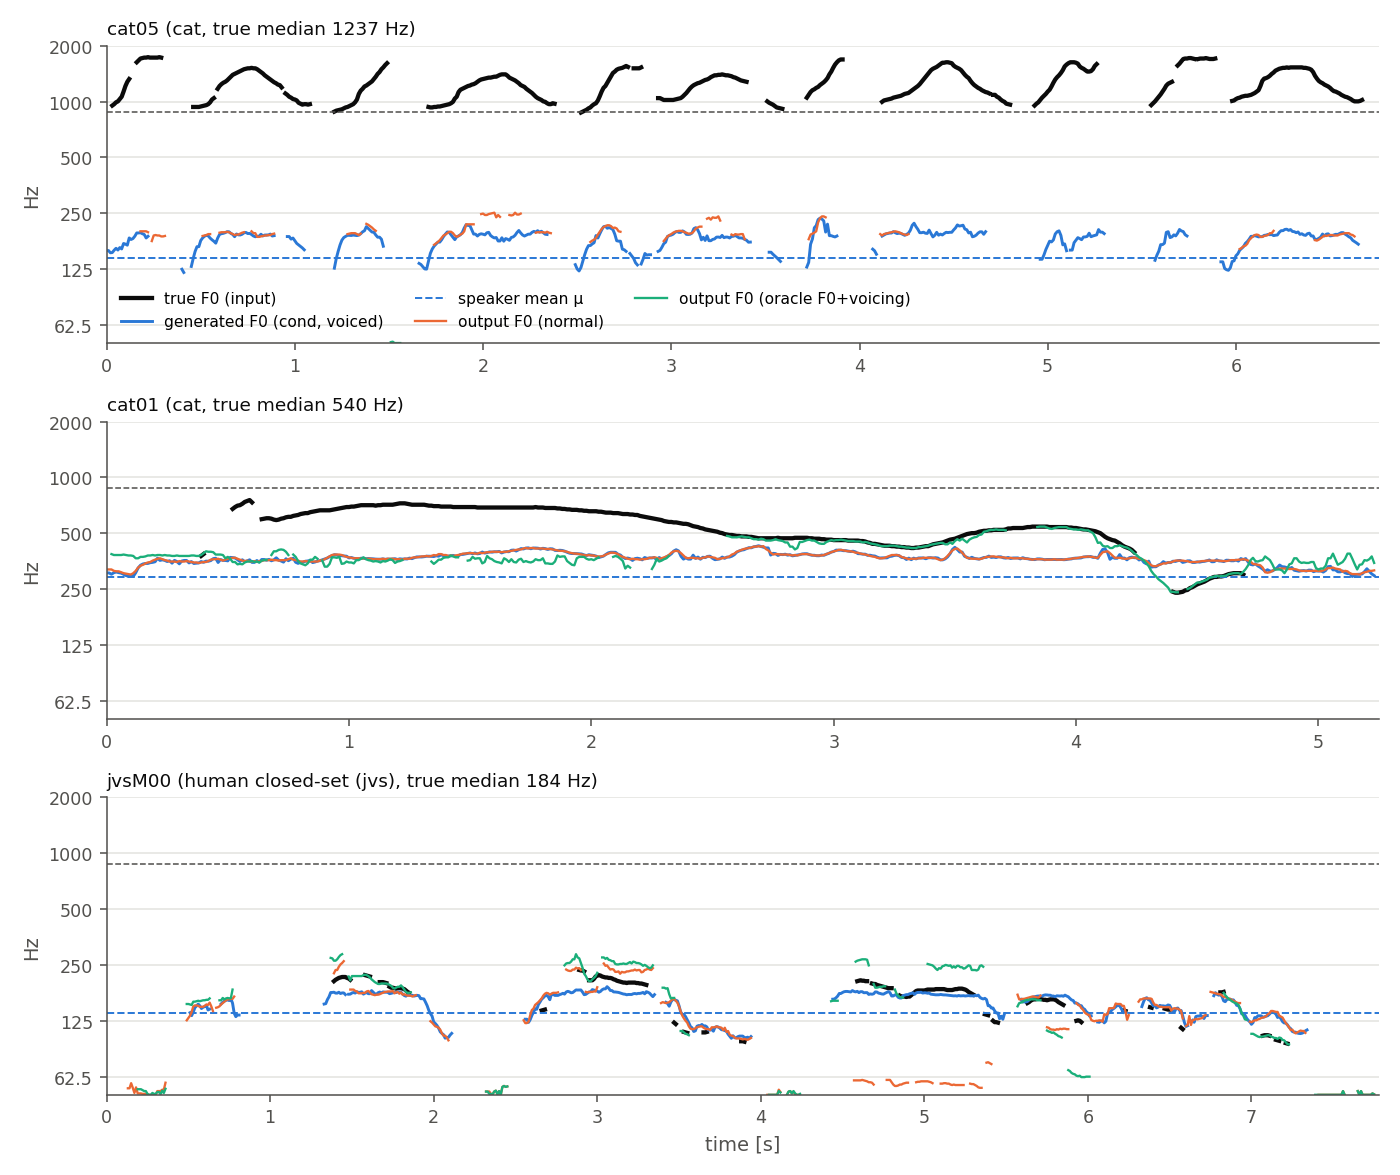 cat05 (cat, true median 1237 Hz)
2000
1000
500
250
125
62.5
Hz
true F0 (input)
generated F0 (cond, voiced)
speaker mean μ
output F0 (normal)
output F0 (oracle F0+voicing)
0 1 2 3 4 5 6
cat01 (cat, true median 540 Hz)
2000
1000
500
250
125
62.5
Hz
0 1 2 3 4 5
jvsM00 (human closed-set (jvs), true median 184 Hz)
2000
1000
500
250
125
62.5
Hz
0 1 2 3 4 5 6 7
time [s]